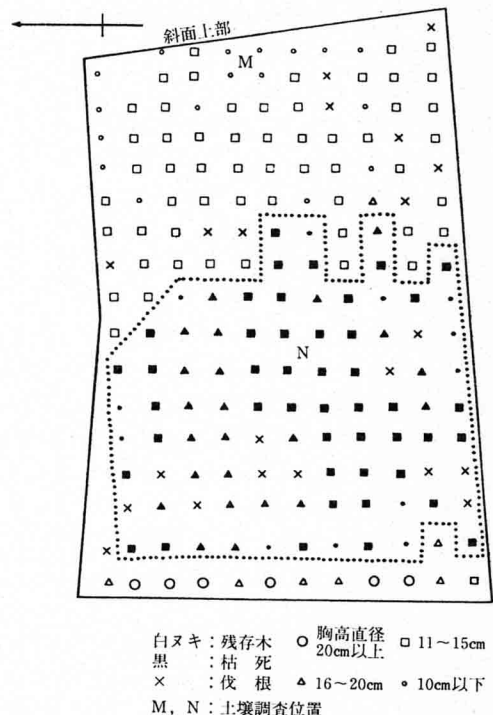 斜面上部
M
N
白ヌキ：残存木 ○ 胸高直径 20cm以上 □ 11～15cm
黒：枯死
×：伐根 △ 16～20cm ○ 10cm以下
M，N：土壌調査位置